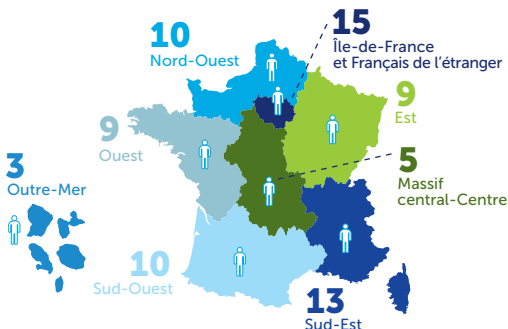 15
Île-de-France
et Français de l'étranger
10
Nord-Ouest
9
Est
9
Ouest
5
Massif
central-Centre
3
Outre-Mer
10
Sud-Ouest
13
Sud-Est